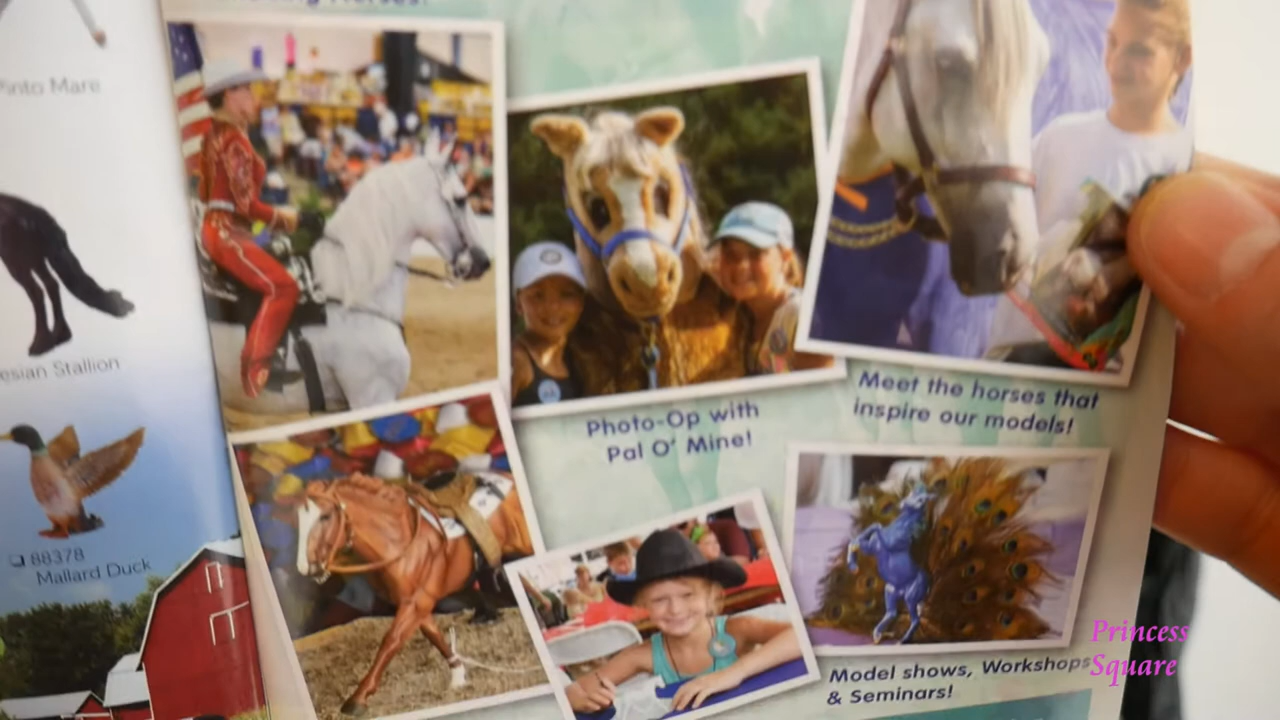 Horses!
Pinto Mare
esian Stallion
88378
Mallard Duck
Photo-Op with
Pal O' Mine!
Meet the horses that
inspire our models!
Model shows, Workshops
& Seminars!
Princess
Square